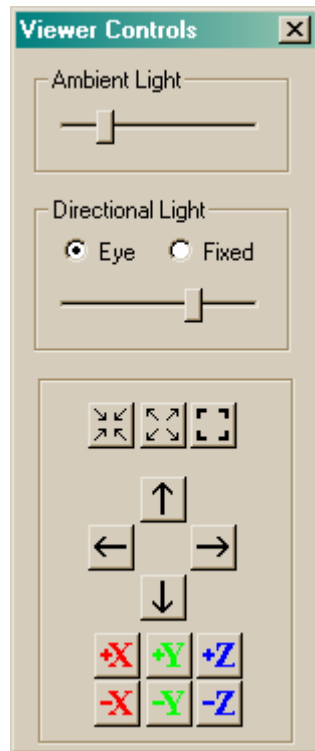 Viewer Controls
Ambient Light
Directional Light
Eye Fixed
+X +Y +Z
-X -Y -Z